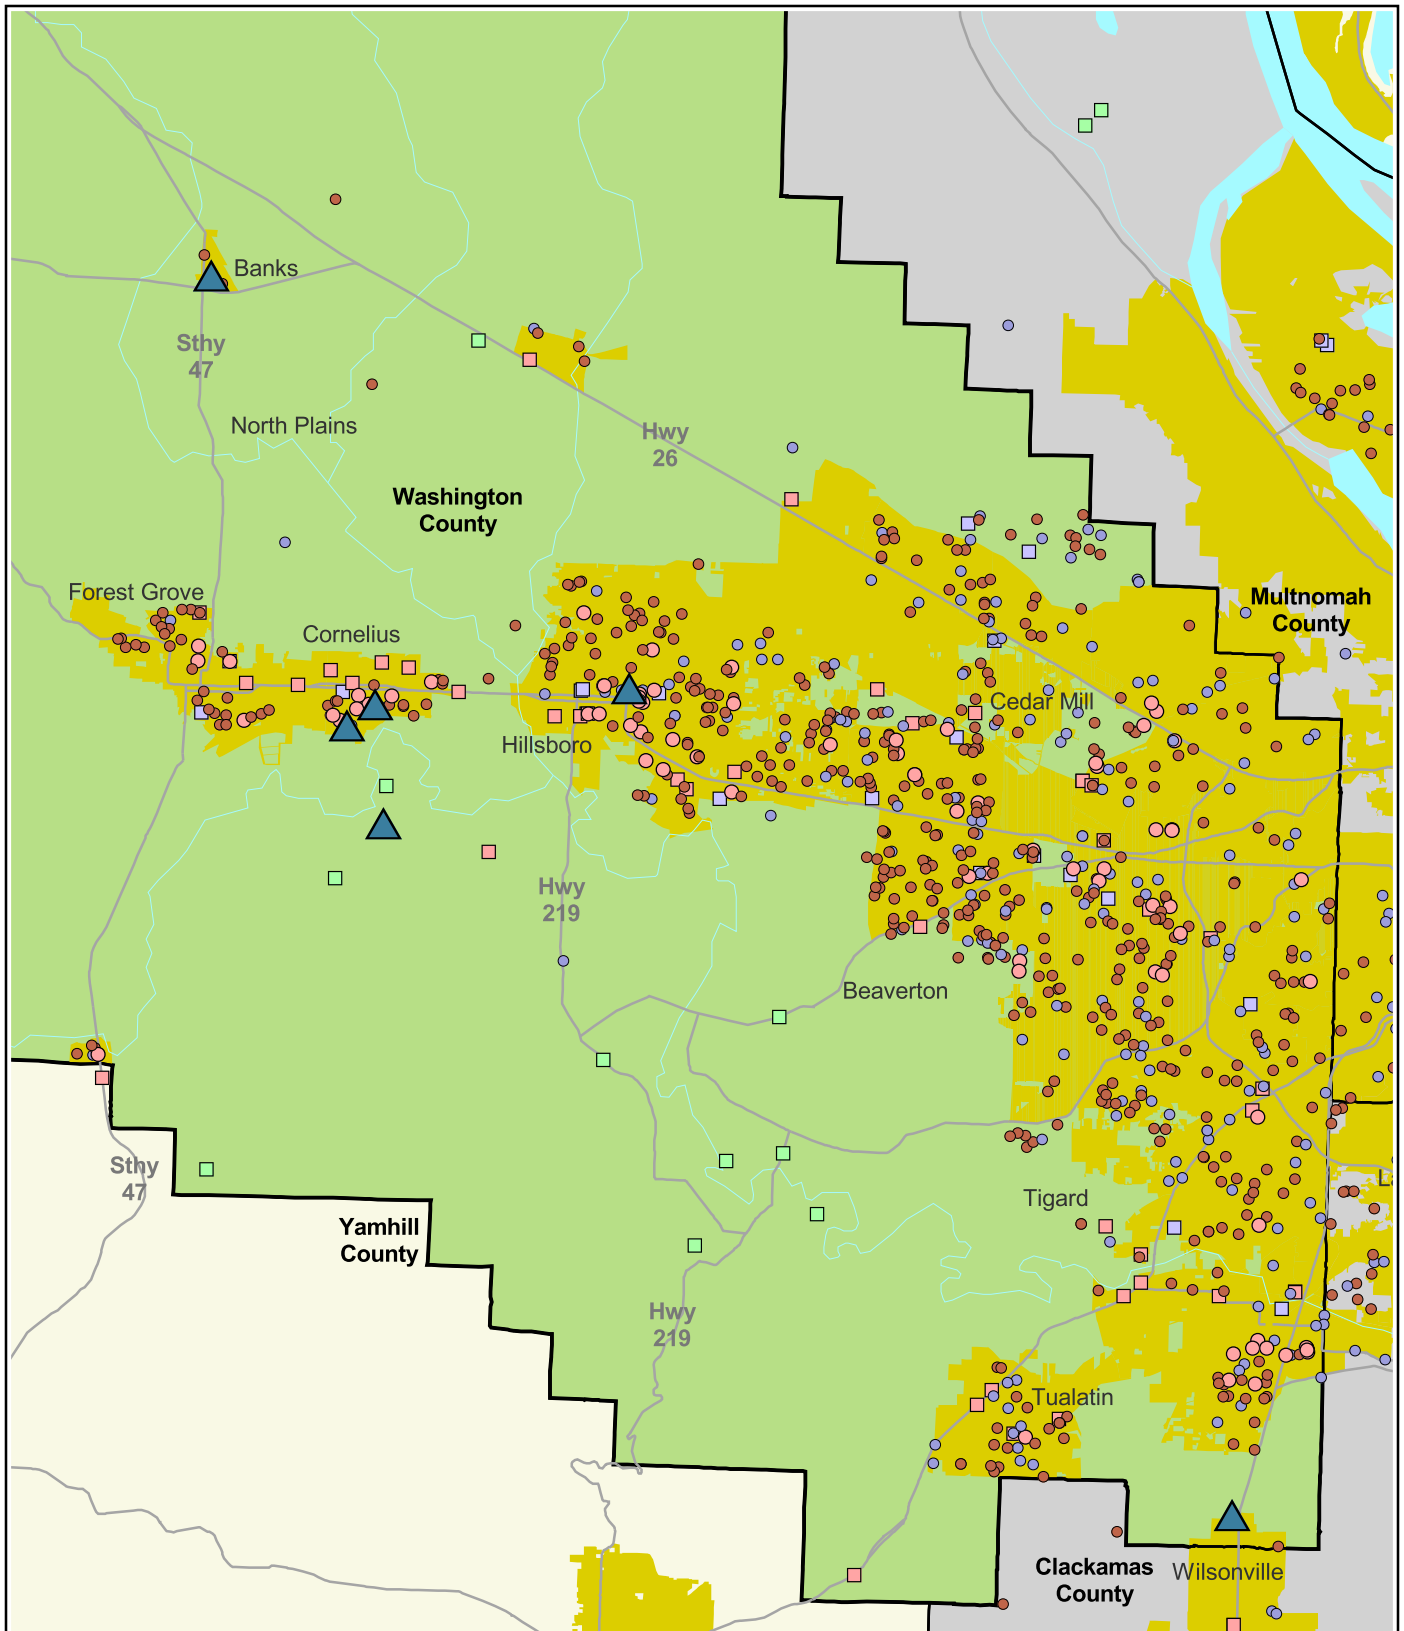 Banks
Sthy
47
North Plains
Hwy
26
Washington
County
Forest Grove
Multnomah
County
Cornelius
Cedar Mill
Hillsboro
Hwy
219
Beaverton
Sthy
47
Tigard
Yamhill
County
Hwy
219
Tualatin
Clackamas
County
Wilsonville